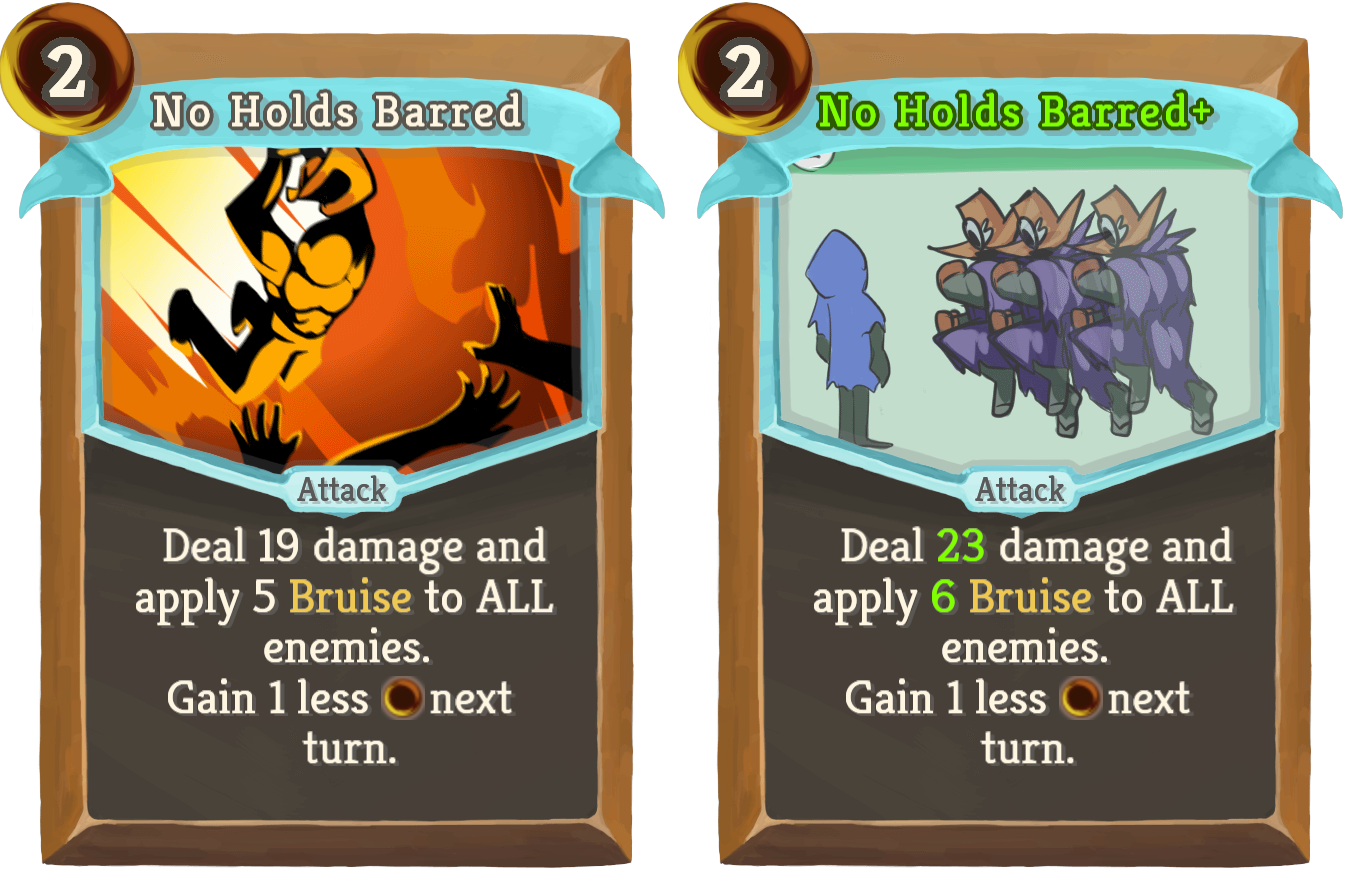 2
No Holds Barred
Attack
Deal 19 damage and
apply 5 Bruise to ALL
enemies.
Gain 1 less next
turn.
2
No Holds Barred+
Attack
Deal 23 damage and
apply 6 Bruise to ALL
enemies.
Gain 1 less next
turn.